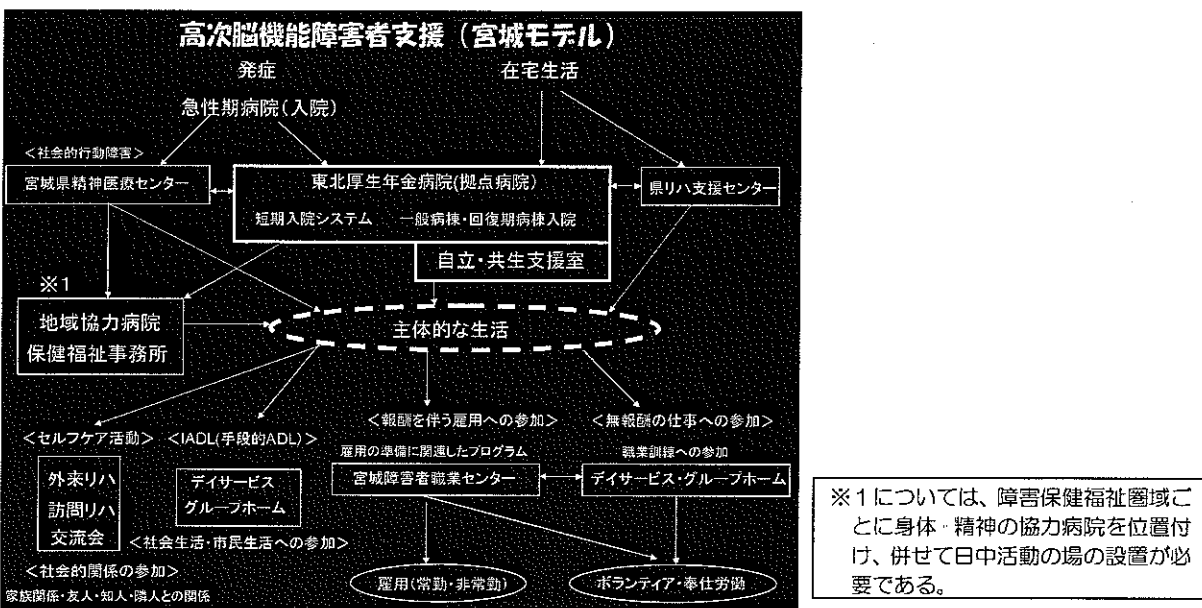 高次脳機能障害者支援（宮城モデル）
発症
在宅生活
急性期病院（入院）
＜社会的行動障害＞
宮城県精神医療センター
東北厚生年金病院(拠点病院)
短期入院システム　一般病棟・回復期病棟入院
県リハ支援センター
自立・共生支援室
※1
地域協力病院
保健福祉事務所
主体的な生活
＜セルフケア活動＞
外来リハ
訪問リハ
交流会
＜社会的関係の参加＞
家族関係・友人・知人・隣人との関係
＜IADL(手段的ADL)＞
デイサービス
グループホーム
＜社会生活・市民生活への参加＞
＜報酬を伴う雇用への参加＞
雇用の準備に関連したプログラム
宮城障害者職業センター
＜無報酬の仕事への参加＞
職業訓練への参加
デイサービス・グループホーム
雇用(常勤・非常勤)
ボランティア・奉仕労働
※1については、障害保健福祉圏域ご
とに身体・精神の協力病院を位置付
け、併せて日中活動の場の設置が必
要である。